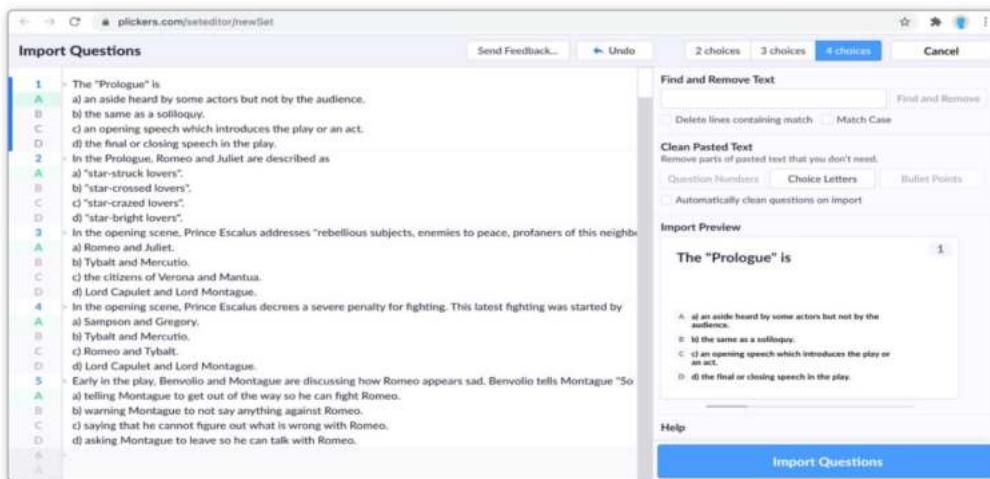 plickers.com/seteditor/newSet
Import Questions
Send Feedback...
Undo
2 choices
3 choices
4 choices
Cancel
1 The "Prologue" is
A a) an aside heard by some actors but not by the audience.
B b) the same as a soliloquy.
C c) an opening speech which introduces the play or an act.
D d) the final or closing speech in the play.
2 In the Prologue, Romeo and Juliet are described as
A a) "star-struck lovers".
B b) "star-crossed lovers".
C c) "star-crazed lovers".
D d) "star-bright lovers".
3 In the opening scene, Prince Escalus addresses "rebellious subjects, enemies to peace, profaners of this
A a) Romeo and Juliet.
B b) Tybalt and Mercutio.
C c) the citizens of Verona and Mantua.
D d) Lord Capulet and Lord Montague.
4 In the opening scene, Prince Escalus decrees a severe penalty for fighting. This latest fighting was started by
A a) Sampson and Gregory.
B b) Tybalt and Mercutio.
C c) Romeo and Tybalt.
D d) Lord Capulet and Lord Montague.
5 Early in the play, Benvolio and Montague are discussing how Romeo appears sad. Benvolio tells Montague "So
A a) telling Montague to get out of the way so he can fight Romeo.
B b) warning Montague to not say anything against Romeo.
C c) saying that he cannot figure out what is wrong with Romeo.
D d) asking Montague to leave so he can talk with Romeo.
6
A
Find and Remove Text
Find and Remove
Delete lines containing match
Match Case
Clean Pasted Text
Remove parts of pasted text that you don't need.
Question Numbers
Choice Letters
Bullet Points
Automatically clean questions on import
Import Preview
1
The "Prologue" is
A a) an aside heard by some actors but not by the
audience.
B b) the same as a soliloquy.
C c) an opening speech which introduces the play or
an act.
D d) the final or closing speech in the play.
Help
Import Questions